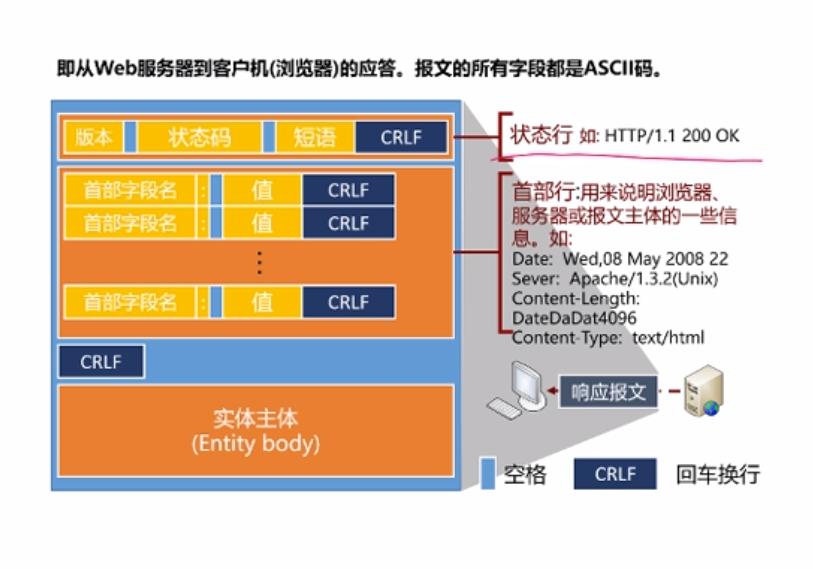 即从Web服务器到客户机(浏览器)的应答。报文的所有字段都是ASCII码。
版本 状态码 短语 CRLF
状态行 如: HTTP/1.1 200 OK
首部字段名 : 值 CRLF
首部字段名 : 值 CRLF
⋮
首部字段名 : 值 CRLF
首部行:用来说明浏览器、
服务器或报文主体的一些信
息。如:
Date: Wed,08 May 2008 22
Sever: Apache/1.3.2(Unix)
Content-Length:
DateDaDat4096
Content-Type: text/html
CRLF
实体主体
(Entity body)
响应报文
空格 CRLF 回车换行